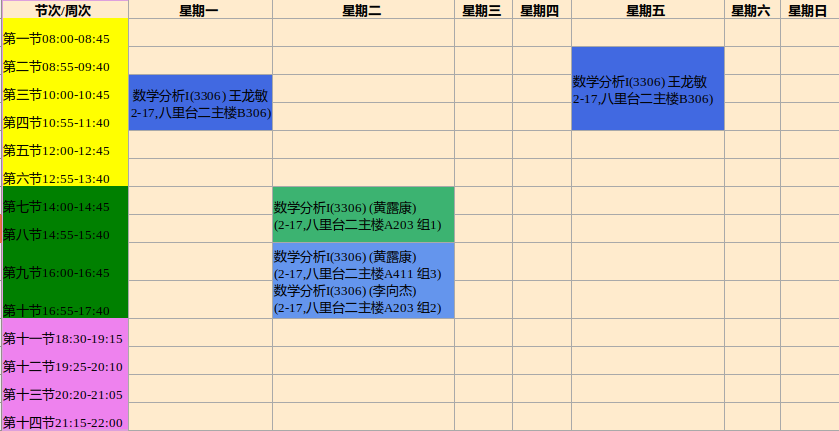 节次/周次 星期一 星期二 星期三 星期四 星期五 星期六 星期日
第一节08:00-08:45
第二节08:55-09:40
第三节10:00-10:45
第四节10:55-11:40
数学分析I(3306) 王龙敏
2-17,八里台二主楼B306)
数学分析I(3306) 王龙敏
2-17,八里台二主楼B306)
第五节12:00-12:45
第六节12:55-13:40
第七节14:00-14:45
第八节14:55-15:40
数学分析I(3306) (黄露康)
(2-17,八里台二主楼A203 组1)
第九节16:00-16:45
第十节16:55-17:40
数学分析I(3306) (黄露康)
(2-17,八里台二主楼A411 组3)
数学分析I(3306) (李向杰)
(2-17,八里台二主楼A203 组2)
第十一节18:30-19:15
第十二节19:25-20:10
第十三节20:20-21:05
第十四节21:15-22:00